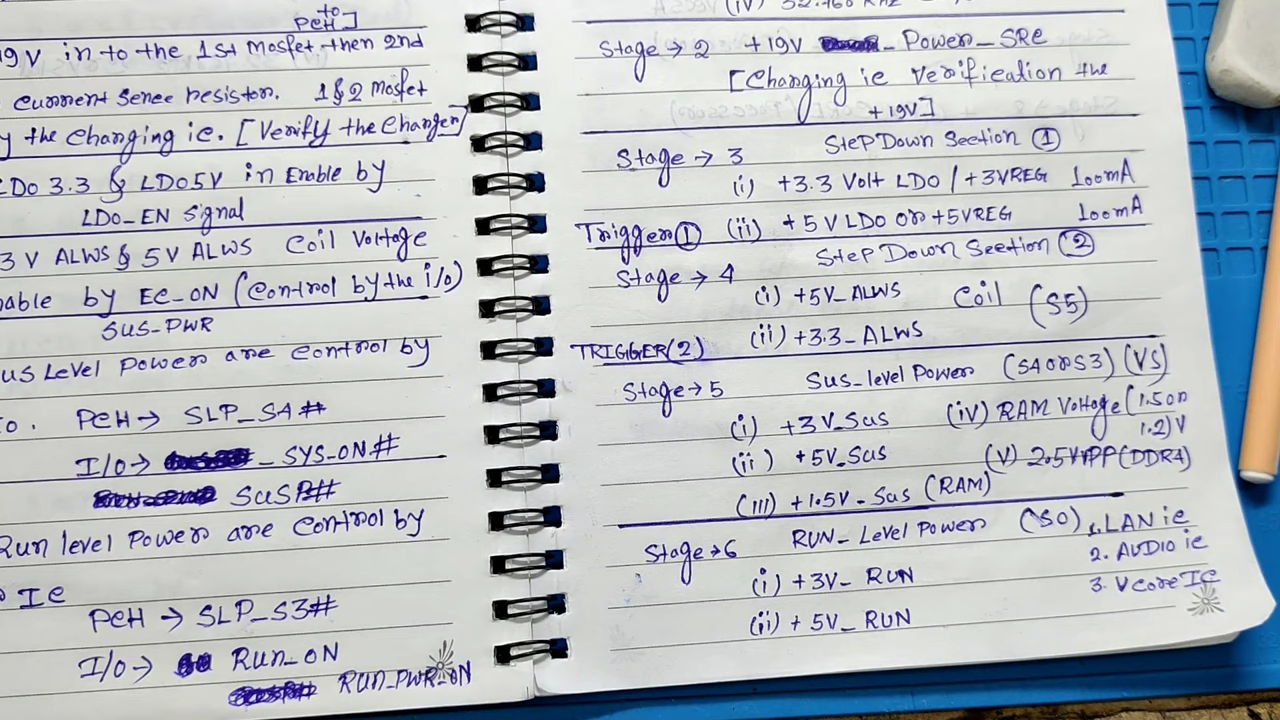 to
PCH]
19V in to the 1st Mosfet, then 2nd
current sence resistor. 1 & 2 Mosfet
by the charging ic. [Verify the Charger]
LDO 3.3 & LDO5V in Enable by
LDO_EN Signal
3V ALWS & 5V ALWS Coil Voltage
by EC_ON (Control by the i/o)
SUS_PWR
Level Power are control by
PCH → SLP_S4#
I/O → _SYS_ON#
SUSP#
Run level Power are control by
IC
PCH → SLP_S3#
I/O → RUN_ON
RUN_PWR_ON
Stage → 2 +19V _ Power_SRC
[Charging ic Verification the
+19V]
Stage → 3 StepDown Section ①
(i) +3.3 Volt LDO / +3VREG 100mA
Trigger ① (ii) +5V LDO or +5VREG 100mA
Stage → 4 StepDown Section ②
(i) +5V_ALWS Coil (S5)
TRIGGER(2) (ii) +3.3_ALWS
Stage → 5 Sus_level Power (S4 or S3) (VS)
(i) +3V_Sus (iv) RAM Voltage (1.5 or
1.2)V
(ii) +5V_Sus (V) 2.5VPP(DDR4)
(iii) +1.5V_Sus (RAM)
Stage → 6 RUN_Level Power (S0) 1. LAN ic
2. AUDIO ic
(i) +3V_RUN 3. Vcore IC
(ii) +5V_RUN